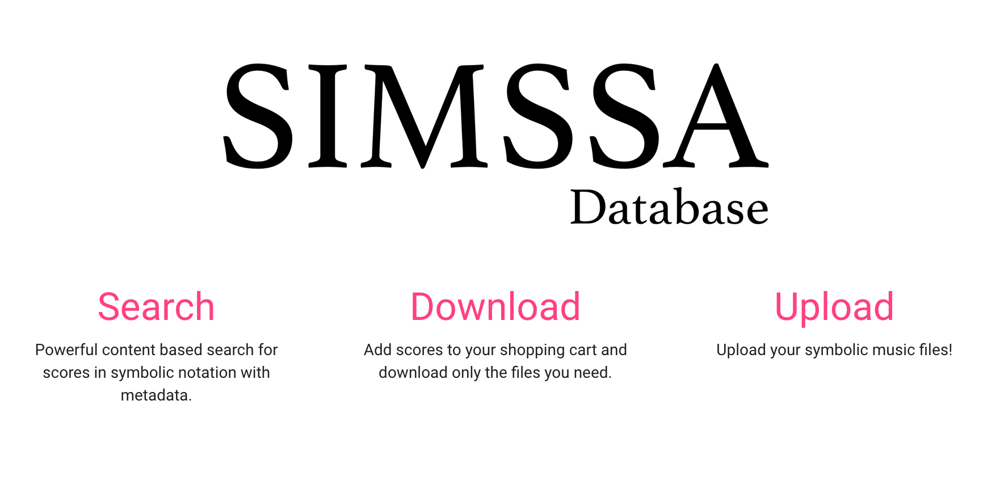 SIMSSA
Database
Search
Powerful content based search for
scores in symbolic notation with
metadata.
Download
Add scores to your shopping cart and
download only the files you need.
Upload
Upload your symbolic music files!